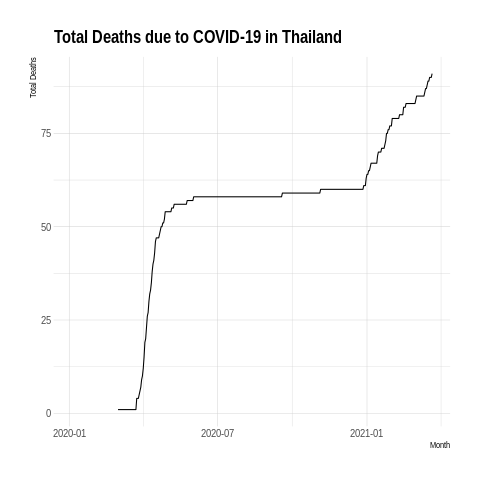 Total Deaths due to COVID-19 in Thailand
Total Deaths
75
50
25
0
2020-01
2020-07
2021-01
Month